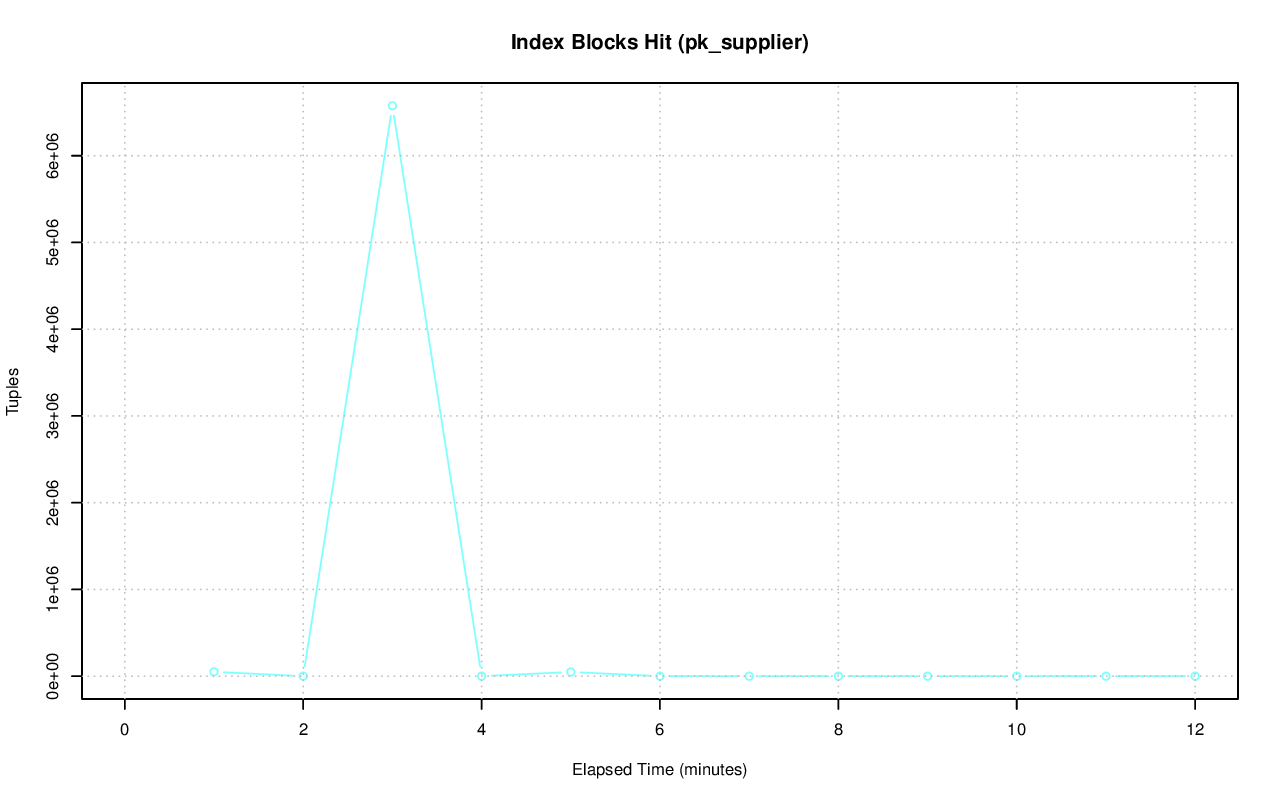 Index Blocks Hit (pk_supplier)
Tuples
6e+06
5e+06
4e+06
3e+06
2e+06
1e+06
0e+00
0 2 4 6 8 10 12
Elapsed Time (minutes)